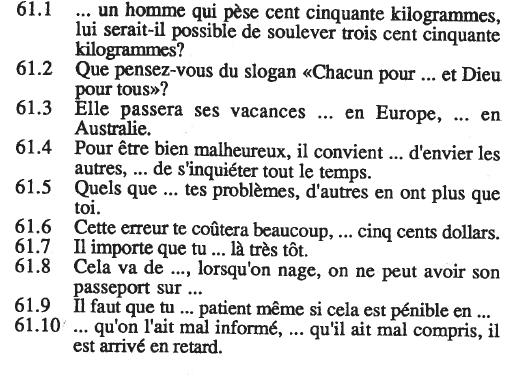 61.1 ... un homme qui pèse cent cinquante kilogrammes,
lui serait-il possible de soulever trois cent cinquante
kilogrammes?
61.2 Que pensez-vous du slogan «Chacun pour ... et Dieu
pour tous»?
61.3 Elle passera ses vacances ... en Europe, ... en
Australie.
61.4 Pour être bien malheureux, il convient ... d'envier les
autres, ... de s'inquiéter tout le temps.
61.5 Quels que ... tes problèmes, d'autres en ont plus que
toi.
61.6 Cette erreur te coûtera beaucoup, ... cinq cents dollars.
61.7 Il importe que tu ... là très tôt.
61.8 Cela va de ..., lorsqu'on nage, on ne peut avoir son
passeport sur ...
61.9 Il faut que tu ... patient même si cela est pénible en ...
61.10 ... qu'on l'ait mal informé, ... qu'il ait mal compris, il
est arrivé en retard.